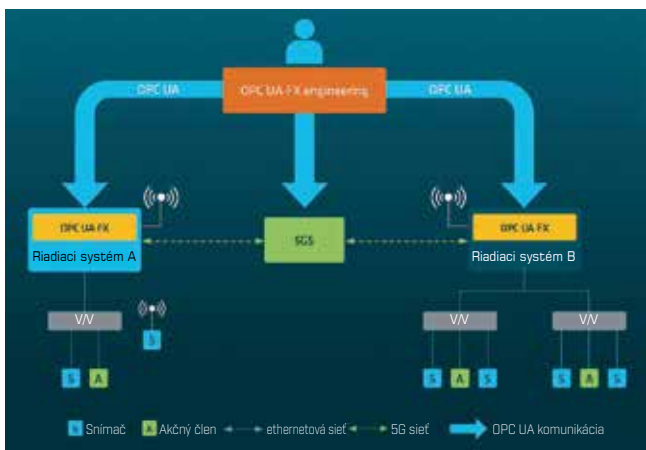 OPC UA
OPC UA-FX engineering
OPC UA
OPC UA-FX
Riadiaci systém A
5GS
OPC UA-FX
Riadiaci systém B
V/V
S
V/V
V/V
S A
S A S
S A S
S Snímač A Akčný člen ethernetová sieť 5G sieť OPC UA komunikácia